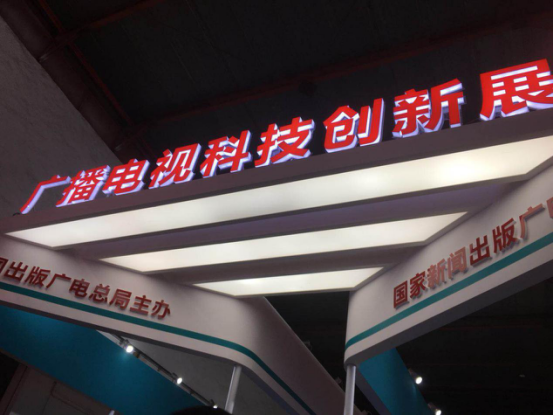 广播电视科技创新展
闻出版广电总局主办
国家新闻出版广